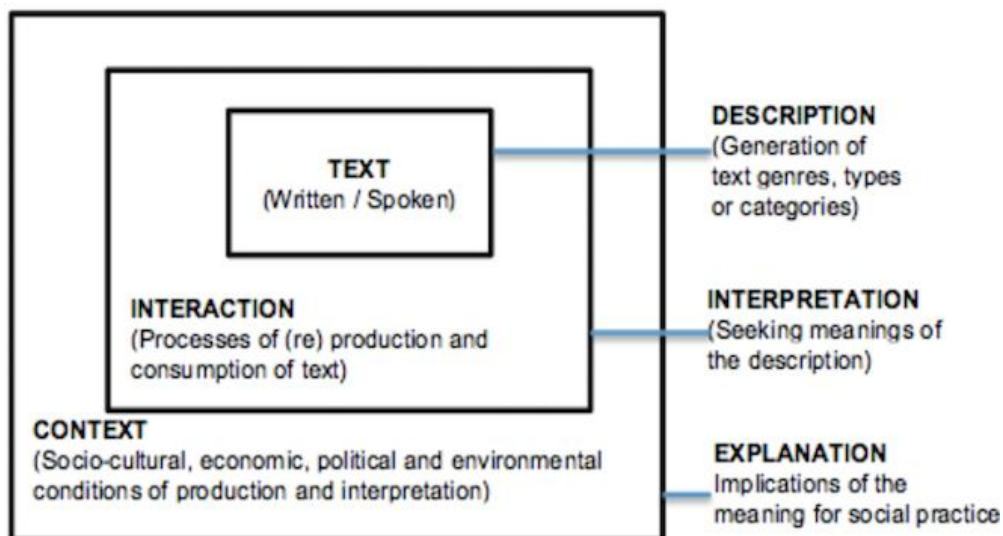 TEXT
(Written / Spoken)
INTERACTION
(Processes of (re) production and
consumption of text)
CONTEXT
(Socio-cultural, economic, political and environmental
conditions of production and interpretation)
DESCRIPTION
(Generation of
text genres, types
or categories)
INTERPRETATION
(Seeking meanings of
the description)
EXPLANATION
Implications of the
meaning for social practice